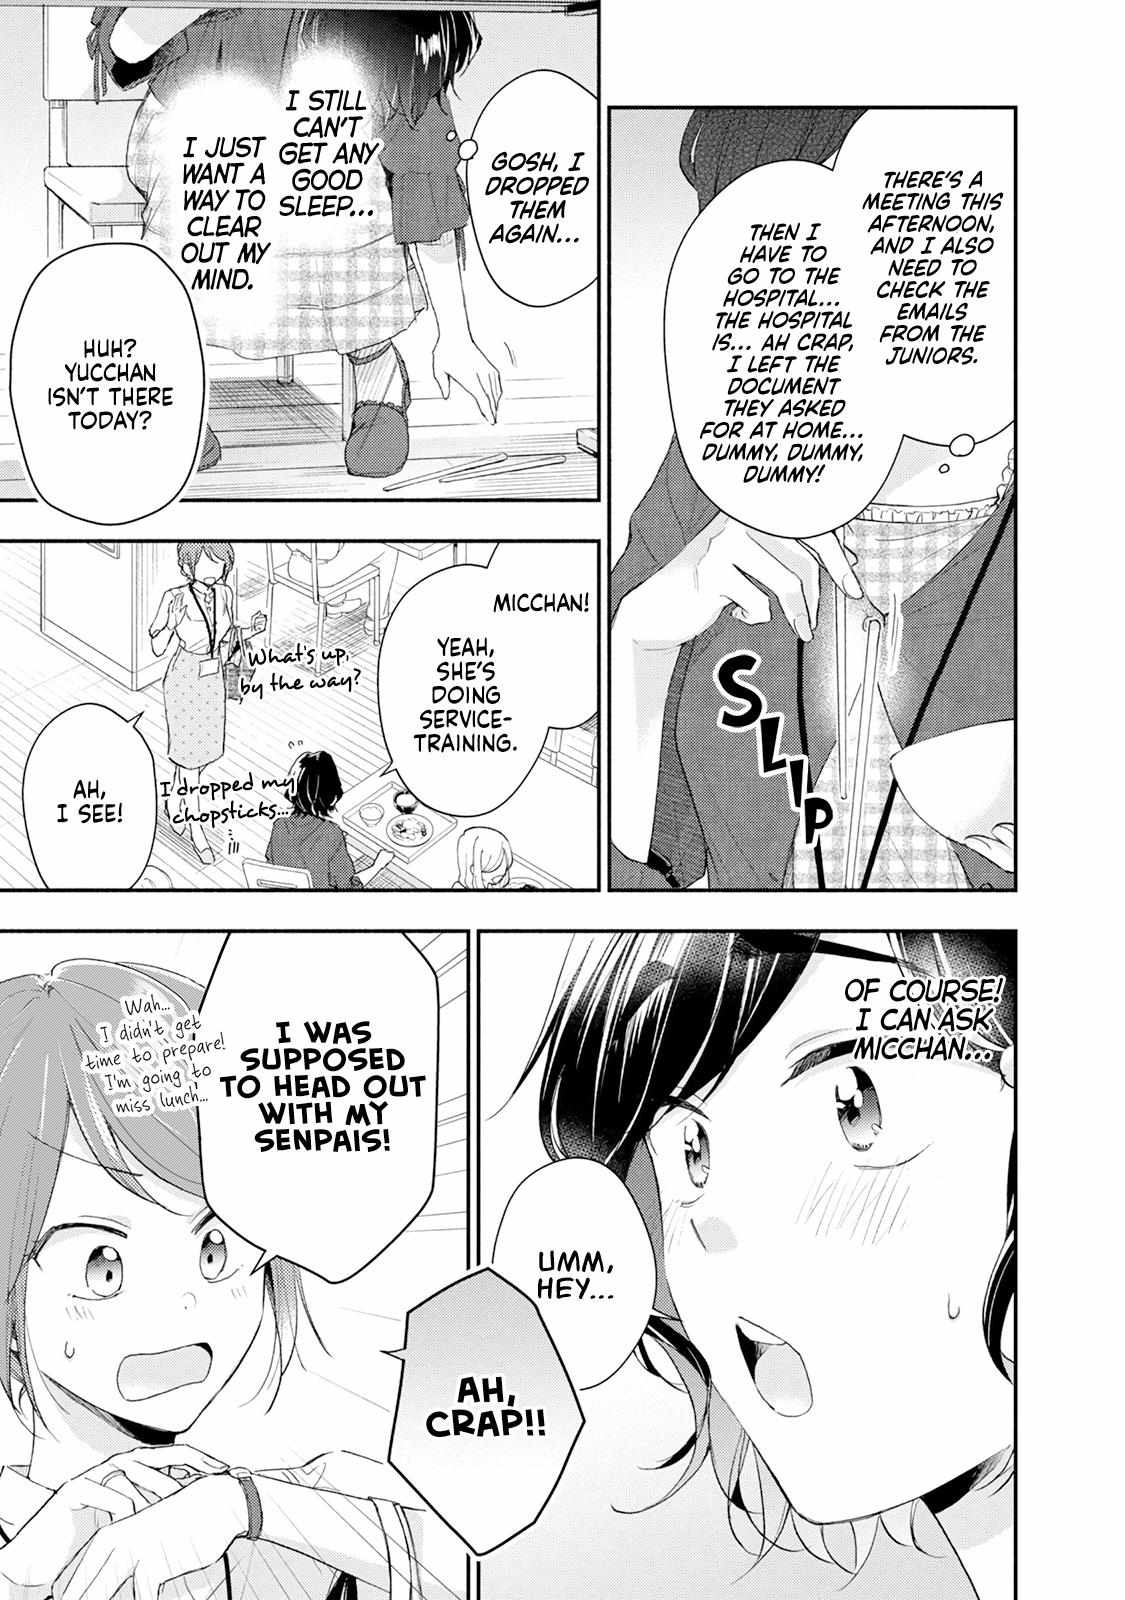 THERE'S A
MEETING THIS
AFTERNOON,
AND I ALSO
NEED TO
CHECK THE
EMAILS
FROM THE
JUNIORS.
THEN I
HAVE TO
GO TO THE
HOSPITAL...
THE HOSPITAL
IS... AH CRAP,
I LEFT THE
DOCUMENT
THEY ASKED
FOR AT HOME...
DUMMY, DUMMY,
DUMMY!
SLIP
GOSH, I
DROPPED
THEM
AGAIN...
I STILL
CAN'T
GET ANY
GOOD
SLEEP...
I JUST
WANT A
WAY TO
CLEAR
OUT MY
MIND.
HUH?
YUCCHAN
ISN'T THERE
TODAY?
MICCHAN!
YEAH,
SHE'S
DOING
SERVICE-
TRAINING.
What's up,
by the way?
I dropped my
chopsticks...
AH,
I SEE!
OF COURSE!
I CAN ASK
MICCHAN...
UMM,
HEY...
AH,
CRAP!!
I WAS
SUPPOSED
TO HEAD OUT
WITH MY
SENPAIS!
Wah...
I didn't get
time to prepare!
I'm going to
miss lunch...